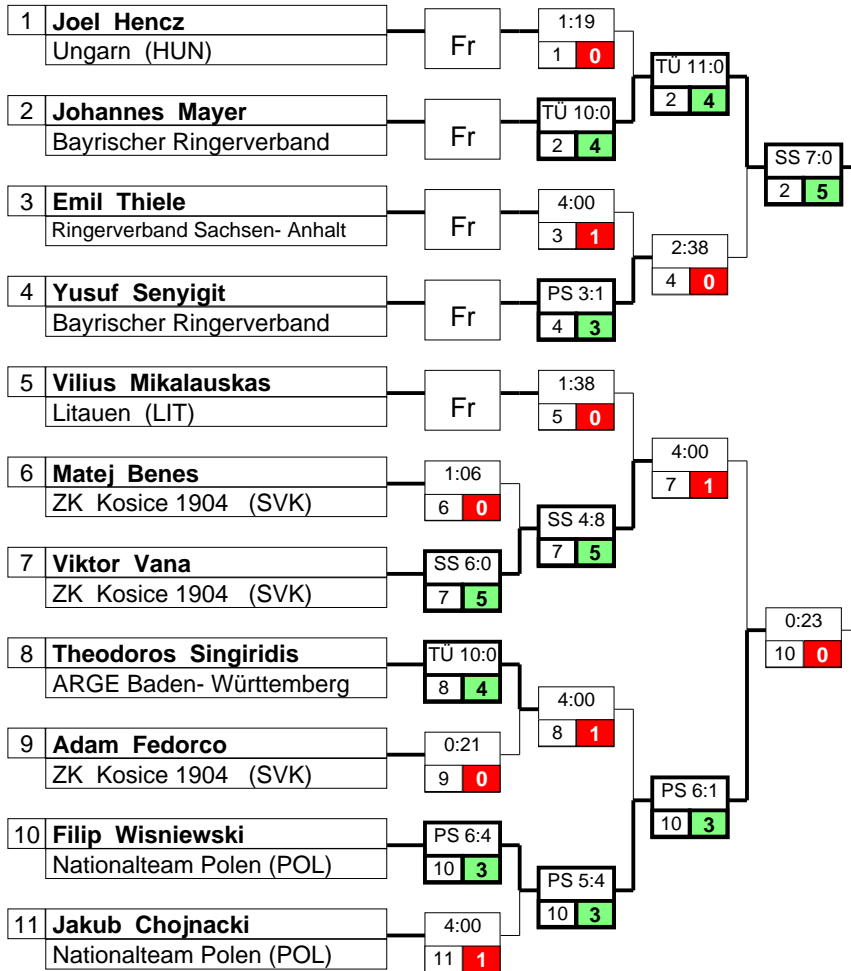 1 Joel Hencz
Ungarn (HUN)
Fr
1:19
1 0
TÜ 11:0
2 4
2 Johannes Mayer
Bayrischer Ringerverband
Fr
TÜ 10:0
2 4
SS 7:0
2 5
3 Emil Thiele
Ringerverband Sachsen- Anhalt
Fr
4:00
3 1
2:38
4 0
4 Yusuf Senyigit
Bayrischer Ringerverband
Fr
PS 3:1
4 3
5 Vilius Mikalauskas
Litauen (LIT)
Fr
1:38
5 0
4:00
7 1
6 Matej Benes
ZK Kosice 1904 (SVK)
1:06
6 0
SS 4:8
7 5
7 Viktor Vana
ZK Kosice 1904 (SVK)
SS 6:0
7 5
0:23
10 0
8 Theodoros Singiridis
ARGE Baden- Württemberg
TÜ 10:0
8 4
4:00
8 1
9 Adam Fedorco
ZK Kosice 1904 (SVK)
0:21
9 0
PS 6:1
10 3
10 Filip Wisniewski
Nationalteam Polen (POL)
PS 6:4
10 3
PS 5:4
10 3
11 Jakub Chojnacki
Nationalteam Polen (POL)
4:00
11 1